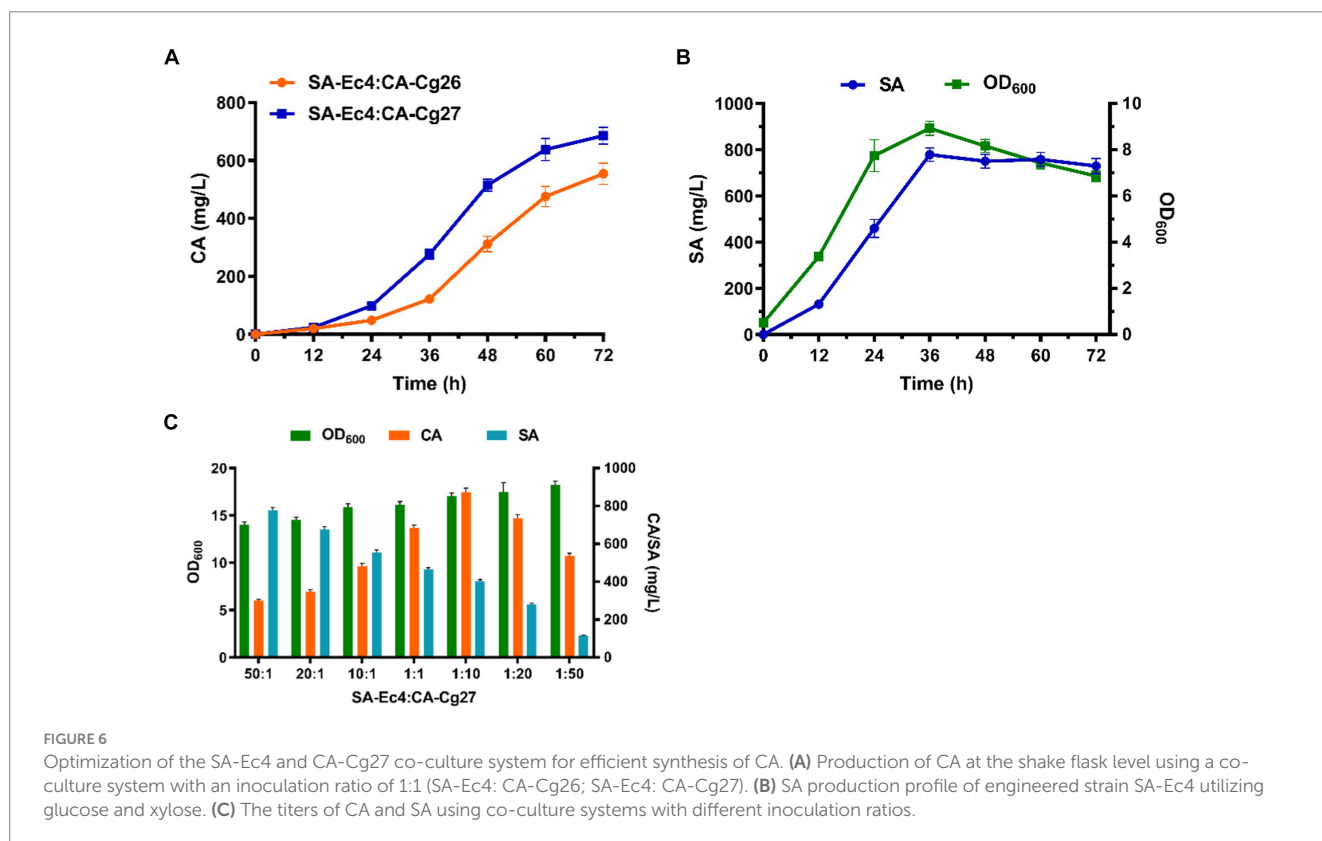 A
SA-Ec4:CA-Cg26
SA-Ec4:CA-Cg27
800
600
400
200
0
CA (mg/L)
0 12 24 36 48 60 72
Time (h)
B
SA OD600
1000
800
600
400
200
0
SA (mg/L)
10
8
6
4
2
0
OD600
0 12 24 36 48 60 72
Time (h)
C
OD600 CA SA
20
15
10
5
0
OD600
1000
800
600
400
200
0
CA/SA (mg/L)
50:1 20:1 10:1 1:1 1:10 1:20 1:50
SA-Ec4:CA-Cg27
FIGURE 6
Optimization of the SA-Ec4 and CA-Cg27 co-culture system for efficient synthesis of CA. (A) Production of CA at the shake flask level using a co-
culture system with an inoculation ratio of 1:1 (SA-Ec4: CA-Cg26; SA-Ec4: CA-Cg27). (B) SA production profile of engineered strain SA-Ec4 utilizing
glucose and xylose. (C) The titers of CA and SA using co-culture systems with different inoculation ratios.